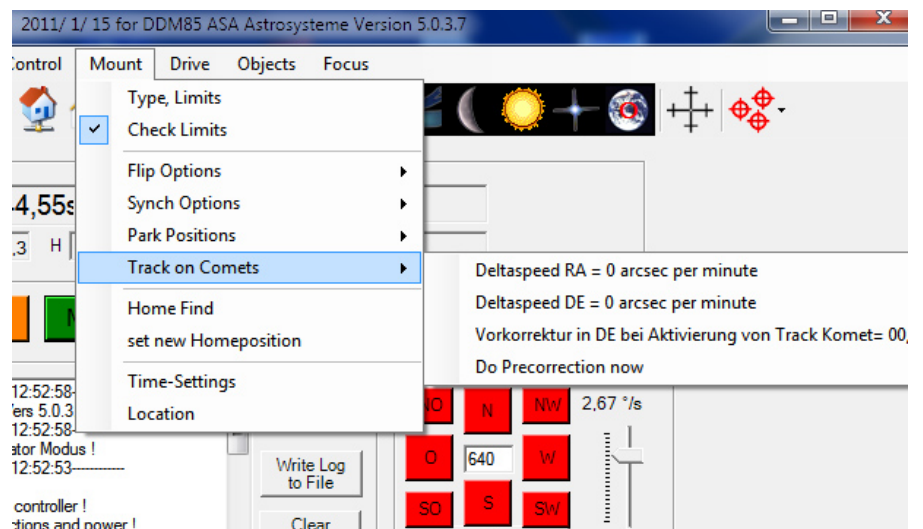 2011/ 1/ 15 for DDM85 ASA Astrosysteme Version 5.0.3.7
Control Mount Drive Objects Focus
Type, Limits
Check Limits
Flip Options
4,55s Synch Options
.3 H Park Positions
Track on Comets
Deltaspeed RA = 0 arcsec per minute
Deltaspeed DE = 0 arcsec per minute
Vorkorrektur in DE bei Aktivierung von Track Komet= 00,
Do Precorrection now
Home Find
set new Homeposition
Time-Settings
Location
12:52:58-
Vers 5.0.3
12:52:58-
ator Modus !
12:52:53------------
controller !
ctions and power !
Write Log
to File
Clear
NO N NW 2,67 °/s
O 640 W
SO S SW